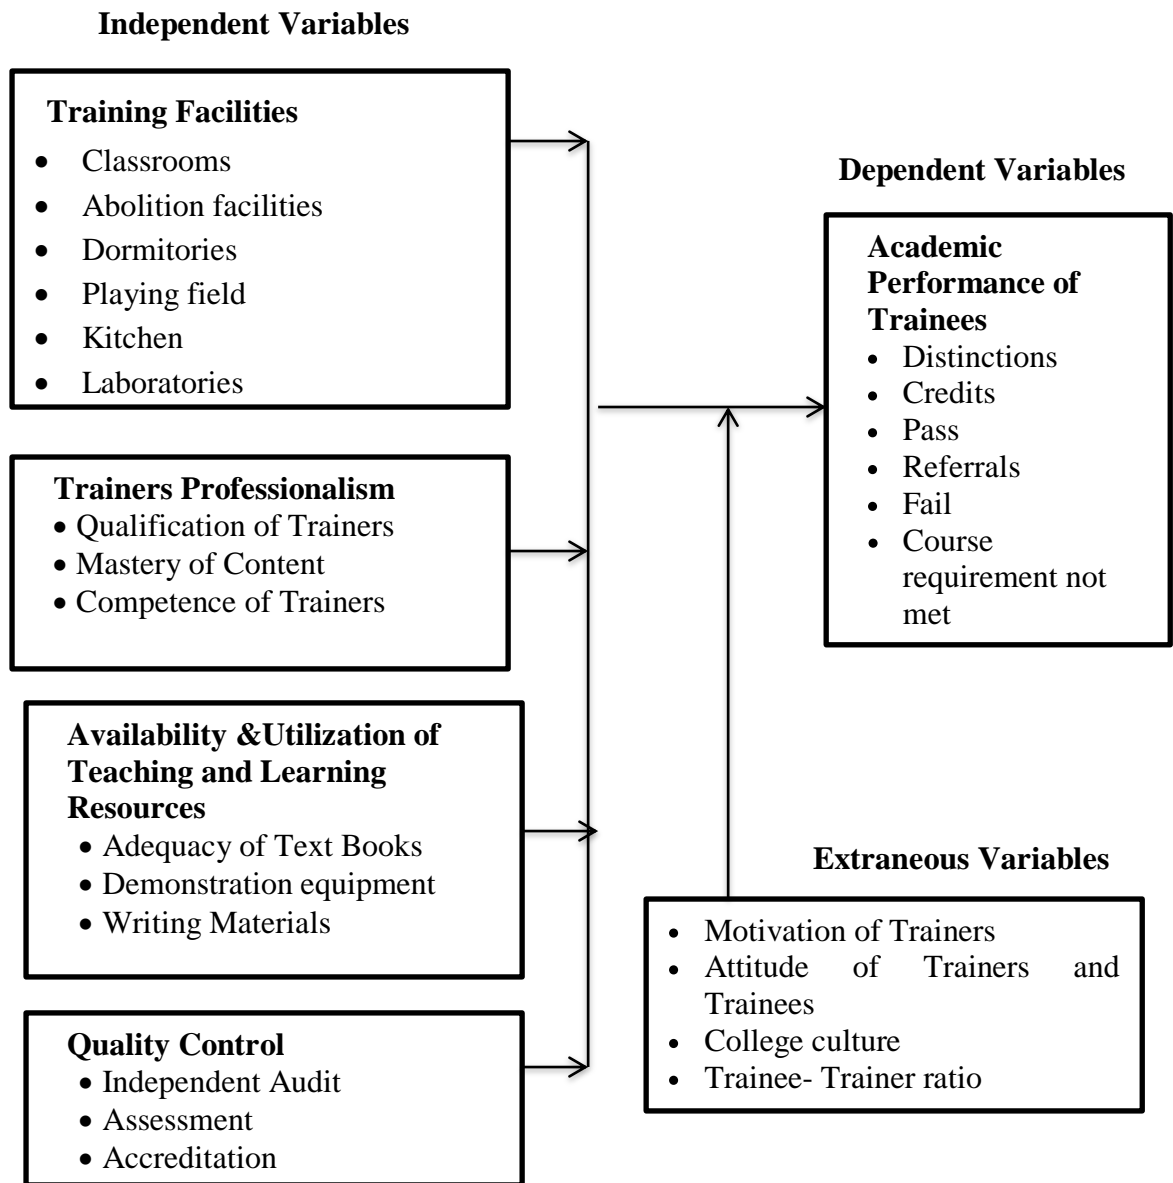 Independent Variables
Training Facilities
• Classrooms
• Abolition facilities
• Dormitories
• Playing field
• Kitchen
• Laboratories
Trainers Professionalism
• Qualification of Trainers
• Mastery of Content
• Competence of Trainers
Availability &Utilization of
Teaching and Learning
Resources
• Adequacy of Text Books
• Demonstration equipment
• Writing Materials
Quality Control
• Independent Audit
• Assessment
• Accreditation
Dependent Variables
Academic
Performance of
Trainees
• Distinctions
• Credits
• Pass
• Referrals
• Fail
• Course
requirement not
met
Extraneous Variables
• Motivation of Trainers
• Attitude of Trainers and
Trainees
• College culture
• Trainee- Trainer ratio